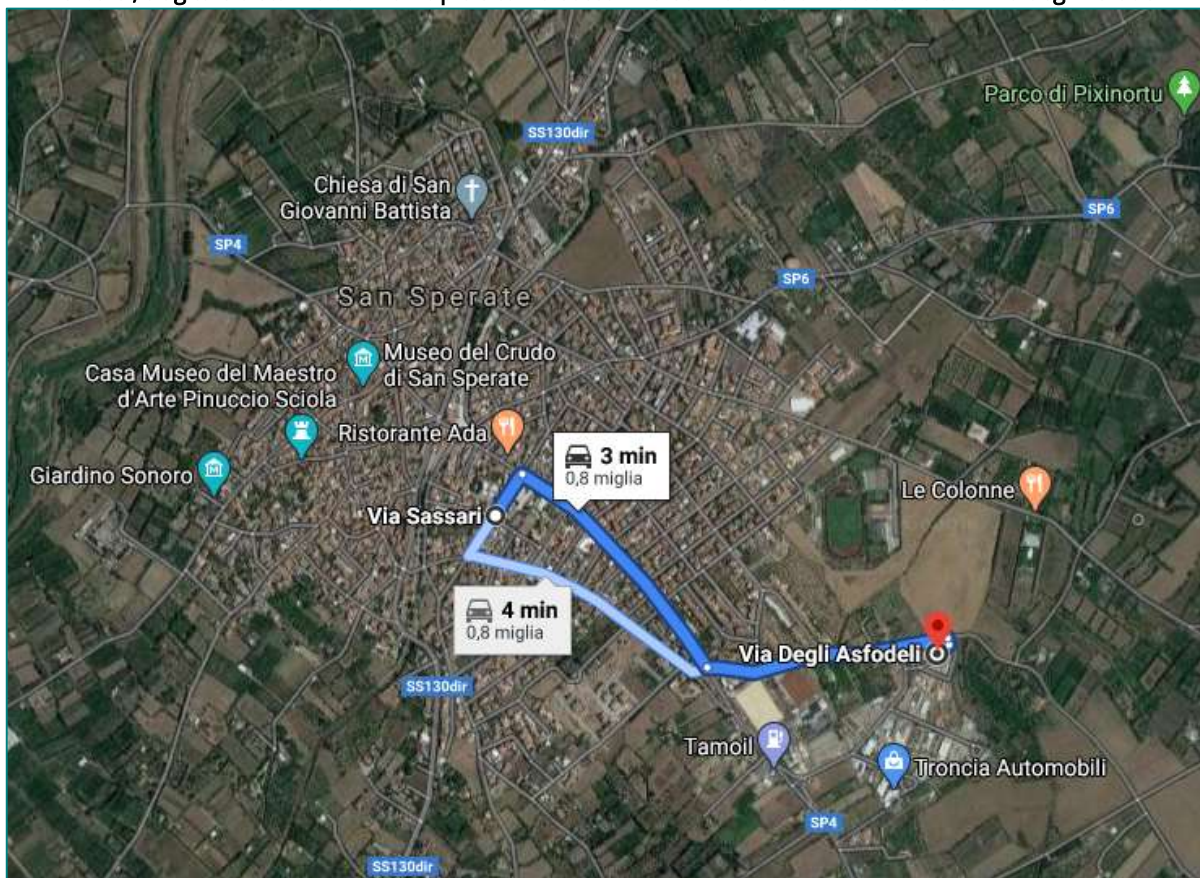 Parco di Pixinortu
SS130dir
Chiesa di San
Giovanni Battista
SP6
SP4
SP6
San Sperate
Museo del Crudo
di San Sperate
Casa Museo del Maestro
d'Arte Pinuccio Sciola
Ristorante Ada
3 min
0,8 miglia
Giardino Sonoro
Le Colonne
Via Sassari
4 min
0,8 miglia
Via Degli Asfodeli
SS130dir
Tamoil
Troncia Automobili
SP4
SS130dir